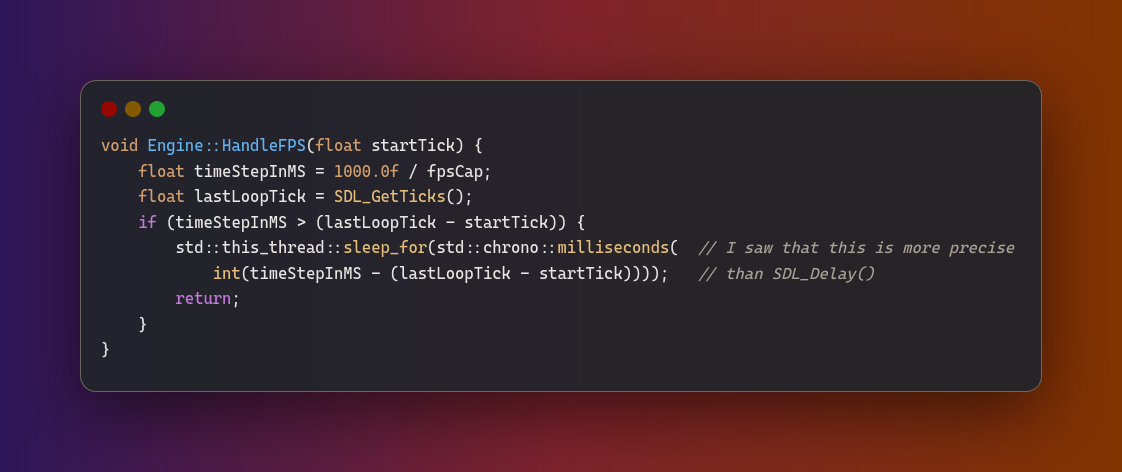 void Engine::HandleFPS(float startTick) {
    float timeStepInMS = 1000.0f / fpsCap;
    float lastLoopTick = SDL_GetTicks();
    if (timeStepInMS > (lastLoopTick - startTick)) {
        std::this_thread::sleep_for(std::chrono::milliseconds(  // I saw that this is more precise
            int(timeStepInMS - (lastLoopTick - startTick))));   // than SDL_Delay()
        return;
    }
}